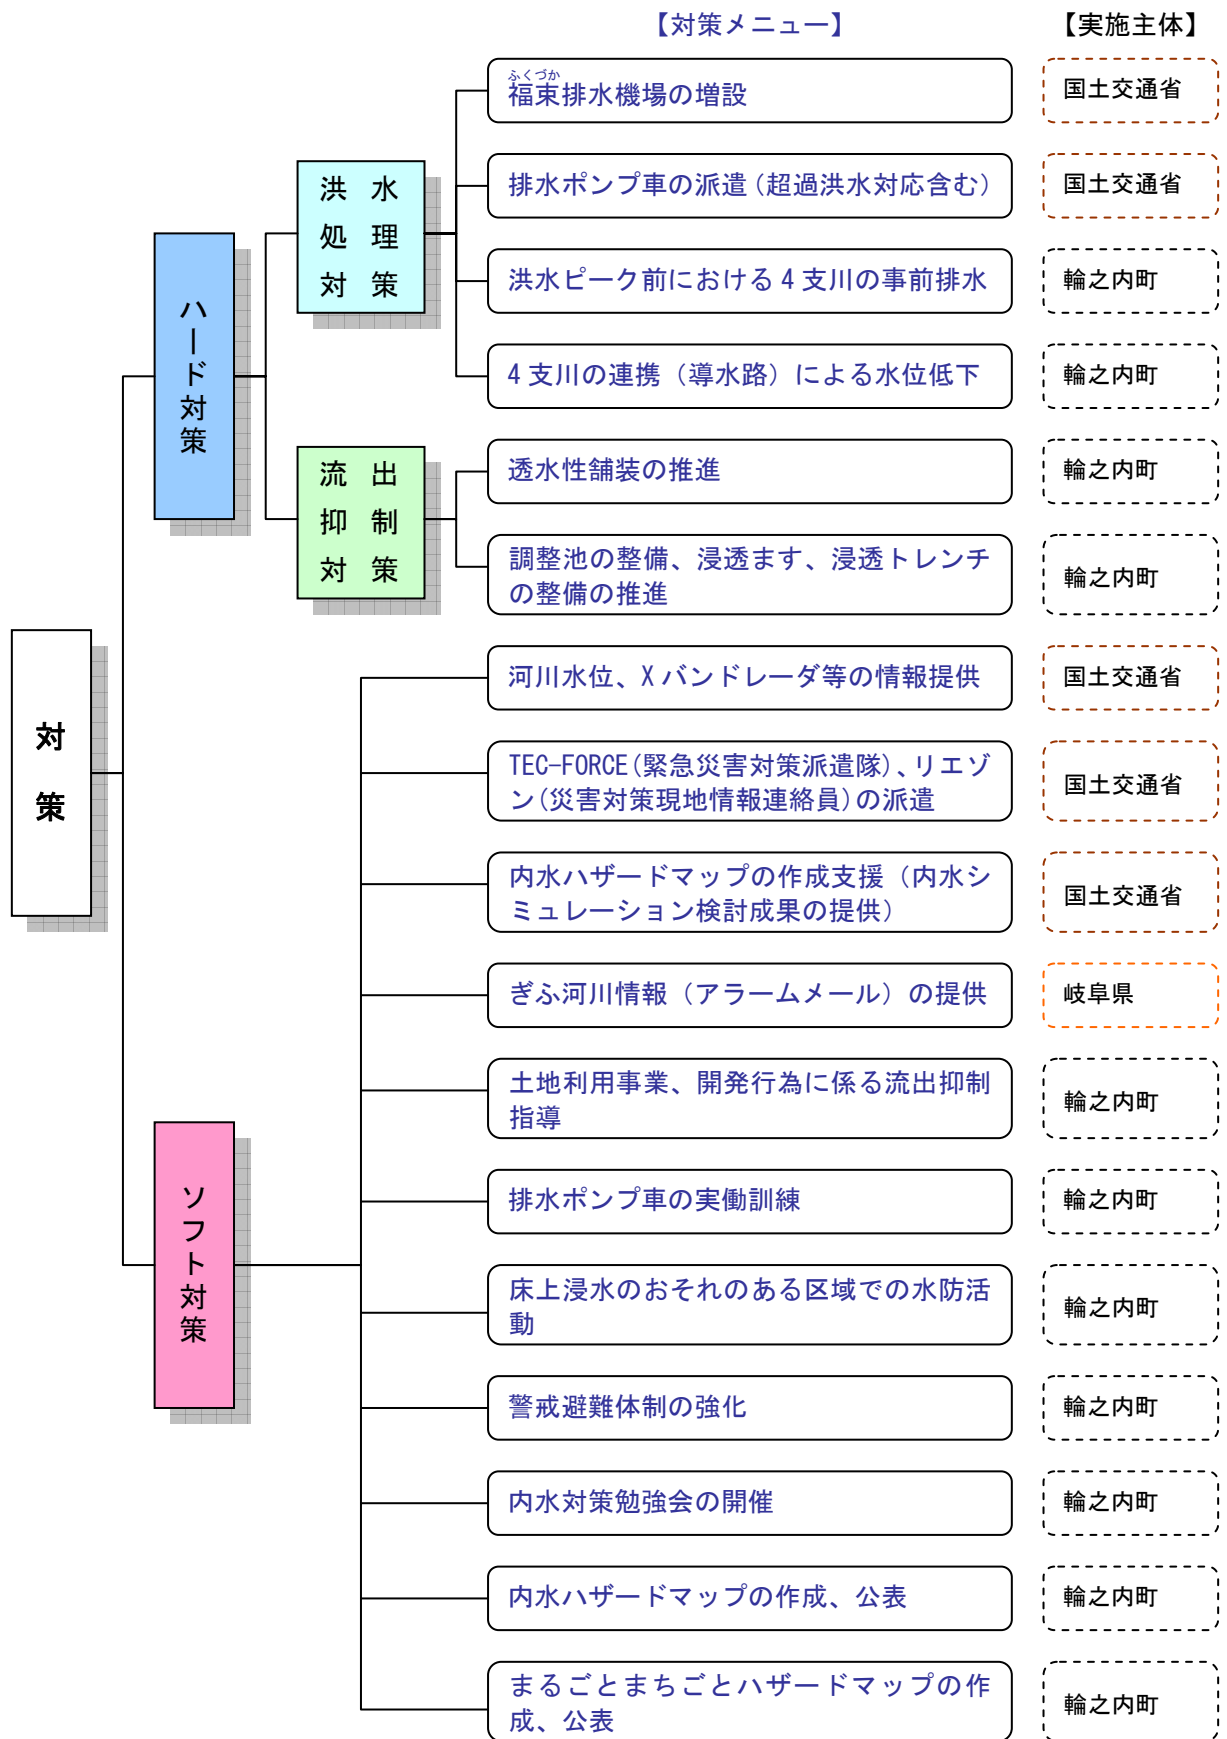 【対策メニュー】
【実施主体】
対策
ハード対策
洪水
処理
対策
ふくづか
福束排水機場の増設
国土交通省
排水ポンプ車の派遣（超過洪水対応含む）
国土交通省
洪水ピーク前における4支川の事前排水
輪之内町
4支川の連携（導水路）による水位低下
輪之内町
流出
抑制
対策
透水性舗装の推進
輪之内町
調整池の整備、浸透ます、浸透トレンチ
の整備の推進
輪之内町
ソフト対策
河川水位、Xバンドレーダ等の情報提供
国土交通省
TEC-FORCE(緊急災害対策派遣隊)、リエゾ
ン(災害対策現地情報連絡員)の派遣
国土交通省
内水ハザードマップの作成支援（内水シ
ミュレーション検討成果の提供）
国土交通省
ぎふ河川情報（アラームメール）の提供
岐阜県
土地利用事業、開発行為に係る流出抑制
指導
輪之内町
排水ポンプ車の実働訓練
輪之内町
床上浸水のおそれのある区域での水防活
動
輪之内町
警戒避難体制の強化
輪之内町
内水対策勉強会の開催
輪之内町
内水ハザードマップの作成、公表
輪之内町
まるごとまちごとハザードマップの作
成、公表
輪之内町